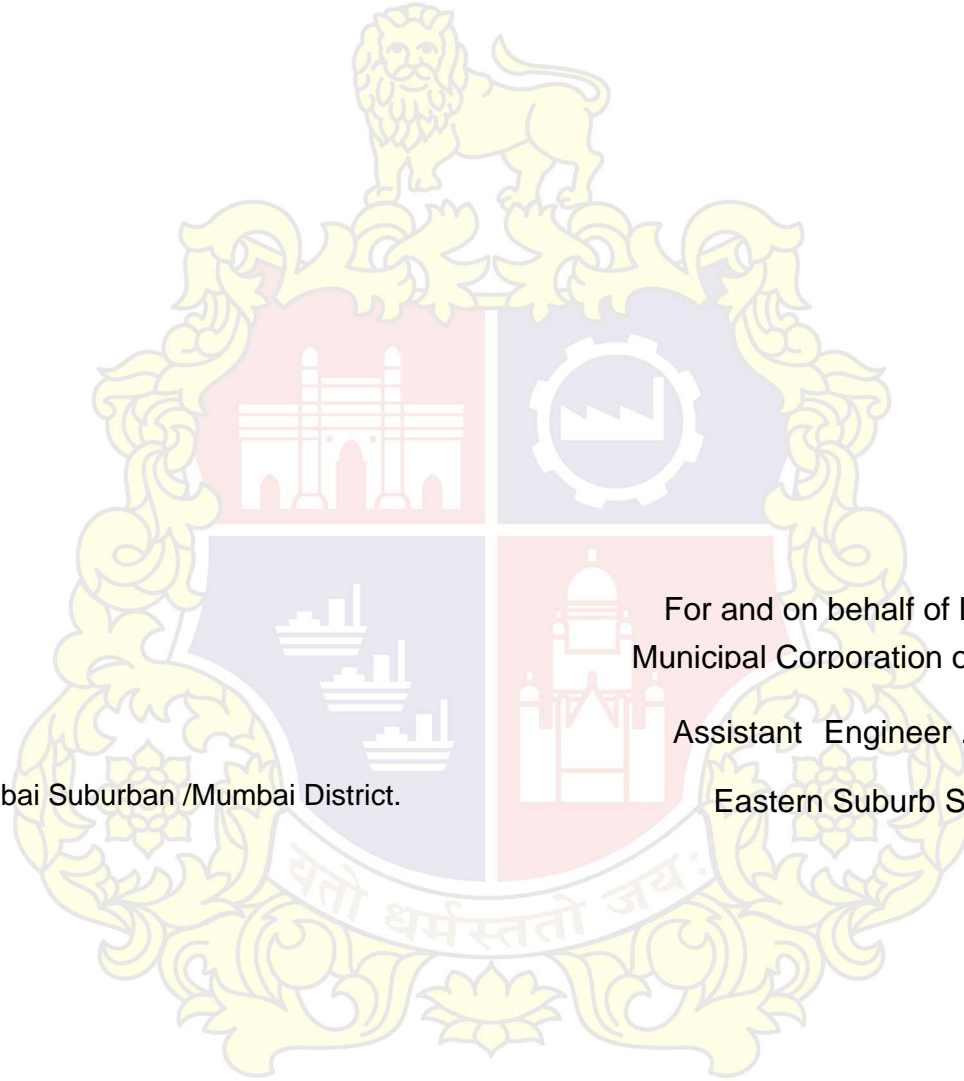 For and on behalf of
Municipal Corporation
Assistant Engineer
bai Suburban /Mumbai District.
Eastern Suburb S
यतो धर्मस्ततो जय: